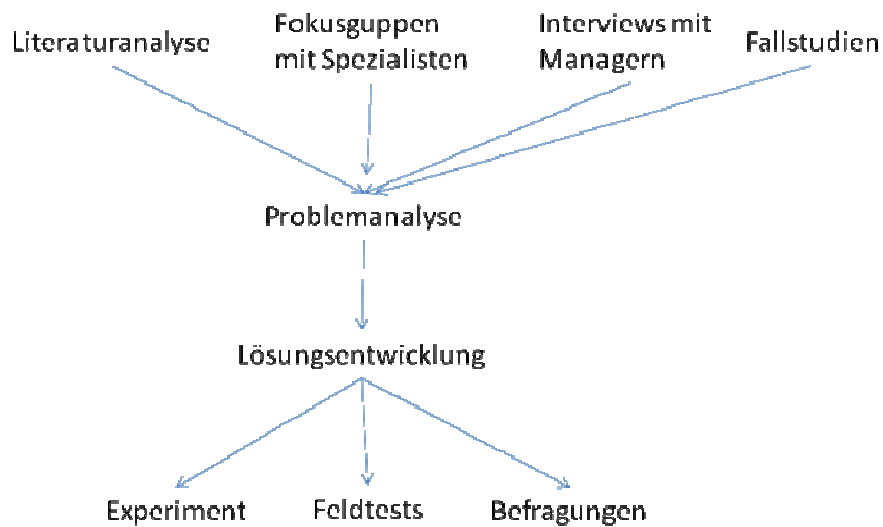 Literaturanalyse
Fokusguppen
mit Spezialisten
Interviews mit
Managern
Fallstudien
Problemanalyse
Lösungsentwicklung
Experiment
Feldtests
Befragungen